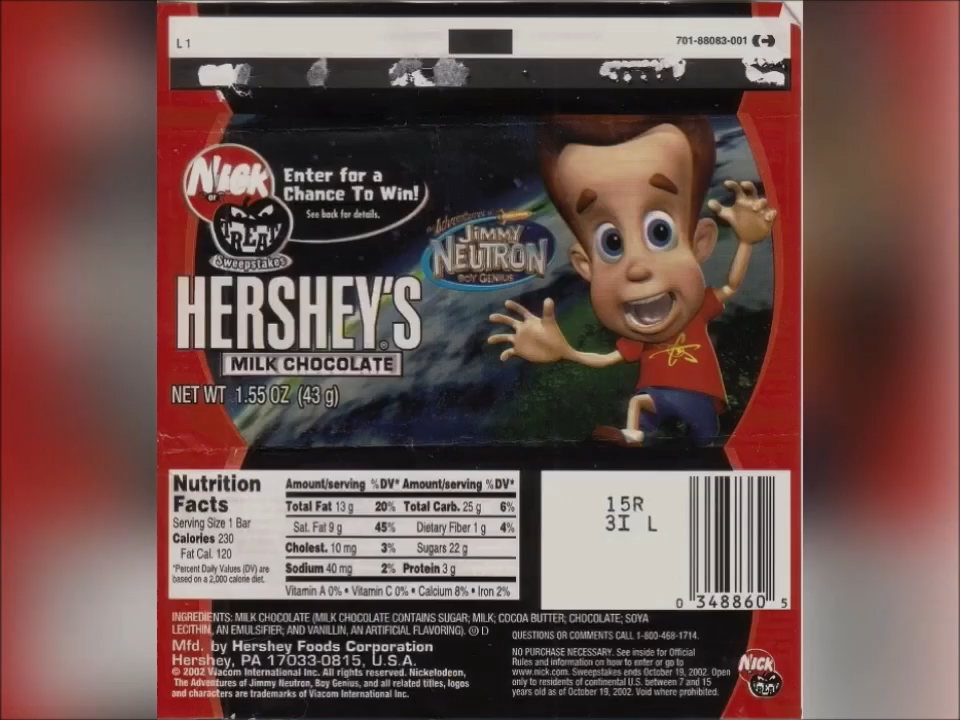 L 1
701-88083-001
NICK
OR
TREAT
Sweepstakes
Enter for a
Chance To Win!
See back for details.
The Adventures of
JIMMY
NEUTRON
BOY GENIUS
HERSHEY'S®
MILK CHOCOLATE
NET WT 1.55 OZ (43 g)
Nutrition
Facts
Serving Size 1 Bar
Calories 230
Fat Cal. 120
*Percent Daily Values (DV) are
based on a 2,000 calorie diet.
Amount/serving %DV* Amount/serving %DV*
Total Fat 13 g 20% Total Carb. 25 g 6%
Sat. Fat 9 g 45% Dietary Fiber 1 g 4%
Cholest. 10 mg 3% Sugars 22 g
Sodium 40 mg 2% Protein 3 g
Vitamin A 0% • Vitamin C 0% • Calcium 8% • Iron 2%
15R
3I L
0 348860 5
INGREDIENTS: MILK CHOCOLATE (MILK CHOCOLATE CONTAINS SUGAR; MILK; COCOA BUTTER; CHOCOLATE; SOYA
LECITHIN, AN EMULSIFIER; AND VANILLIN, AN ARTIFICIAL FLAVORING). Ⓤ D
Mfd. by Hershey Foods Corporation
Hershey, PA 17033-0815, U.S.A.
© 2002 Viacom International Inc. All rights reserved. Nickelodeon,
The Adventures of Jimmy Neutron, Boy Genius, and all related titles, logos
and characters are trademarks of Viacom International Inc.
QUESTIONS OR COMMENTS CALL 1-800-468-1714.
NO PURCHASE NECESSARY. See inside for Official
Rules and information on how to enter or go to
www.nick.com. Sweepstakes ends October 19, 2002. Open
only to residents of continental U.S. between 7 and 15
years old as of October 19, 2002. Void where prohibited.
NICK
OR
TREAT